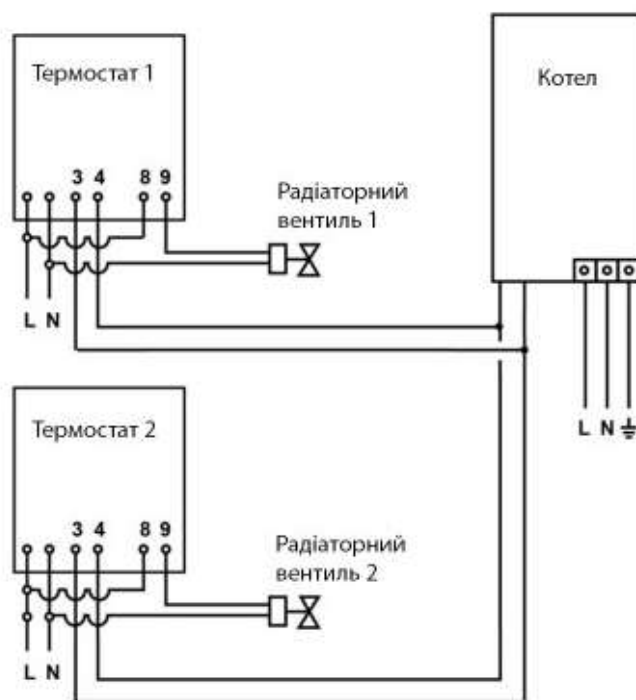 Термостат 1
3 4 8 9
Радіаторний
вентиль 1
L N
Котел
L N
Термостат 2
3 4 8 9
Радіаторний
вентиль 2
L N